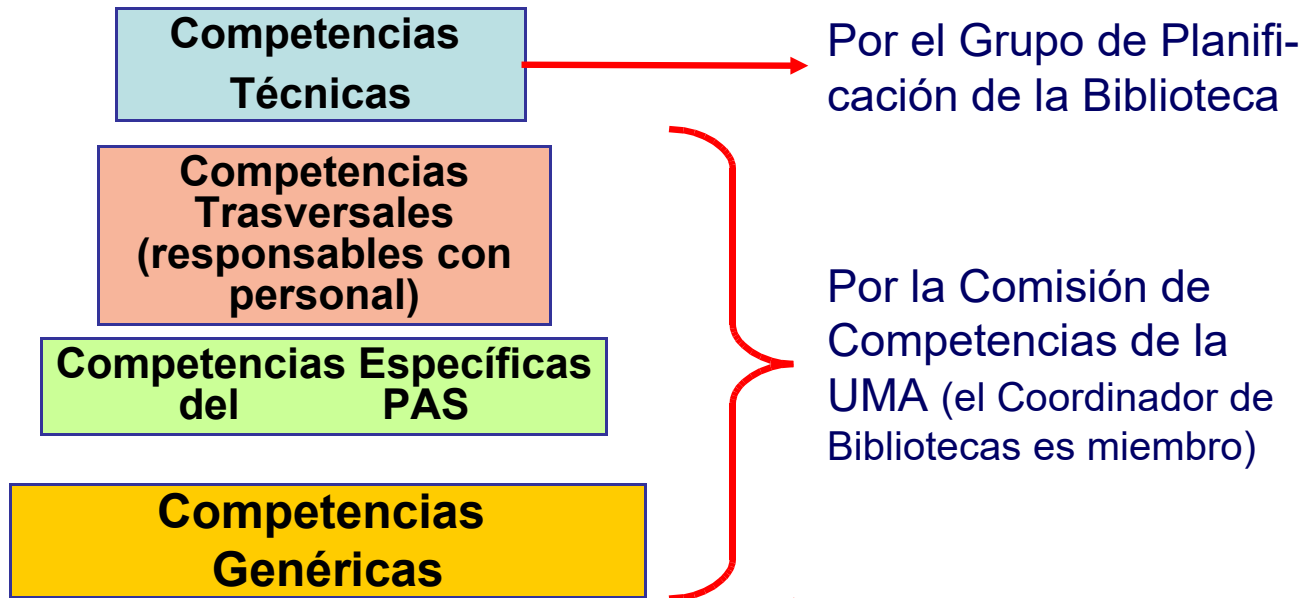 Competencias
Técnicas
Por el Grupo de Planifi-
cación de la Biblioteca
Competencias
Trasversales
(responsables con
personal)
Competencias Específicas
del PAS
Competencias
Genéricas
Por la Comisión de
Competencias de la
UMA (el Coordinador de
Bibliotecas es miembro)